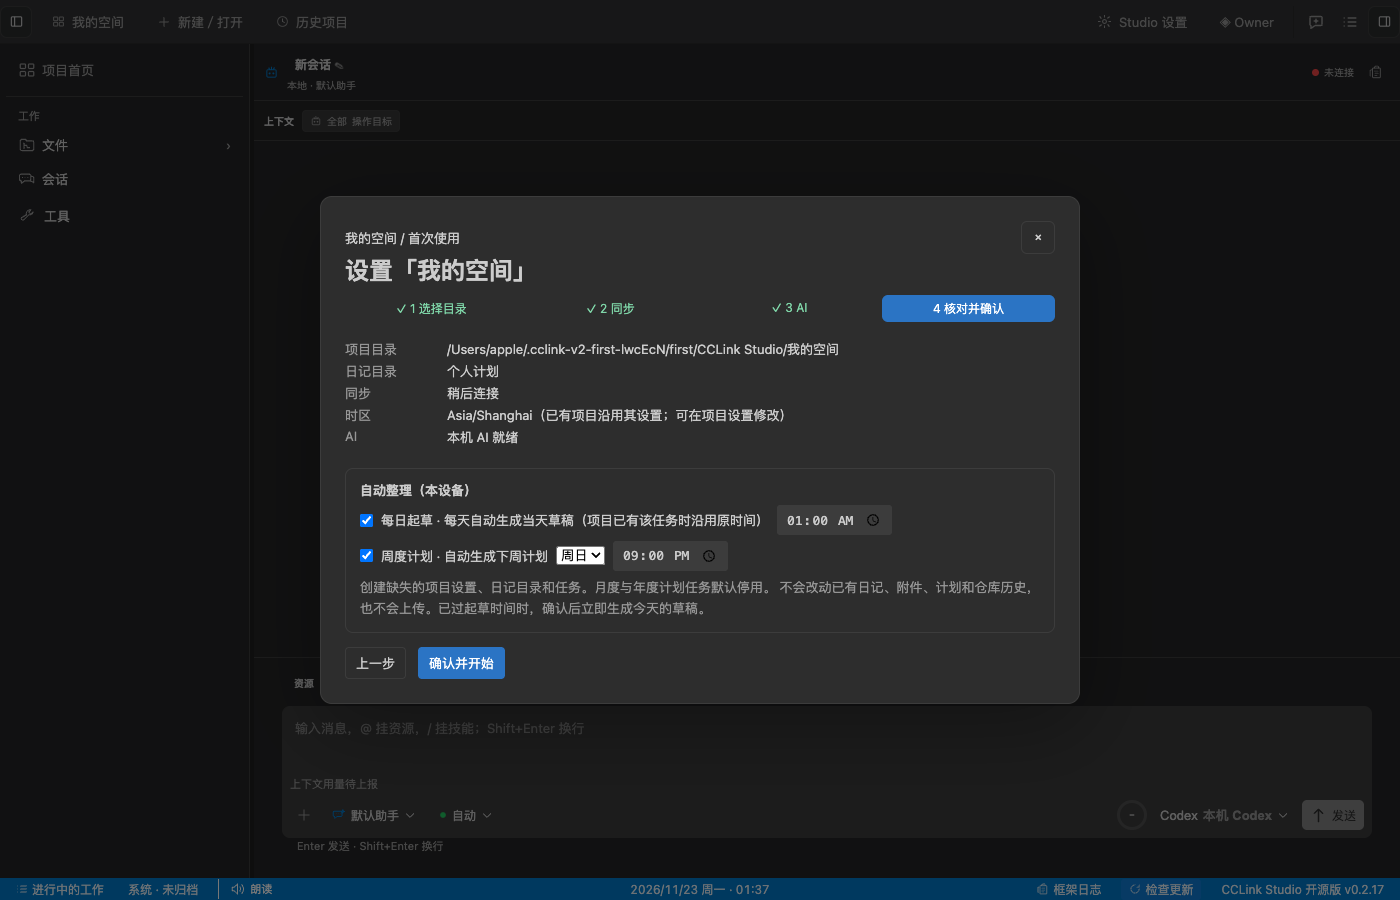 我的空间
新建 / 打开
历史项目
Studio 设置
Owner
项目首页
工作
文件
会话
工具
新会话
本地 · 默认助手
未连接
上下文
全部 操作目标
我的空间 / 首次使用
×
设置「我的空间」
✓ 1 选择目录
✓ 2 同步
✓ 3 AI
4 核对并确认
项目目录 /Users/apple/.cclink-v2-first-lwcEcN/first/CCLink Studio/我的空间
日记目录 个人计划
同步 稍后连接
时区 Asia/Shanghai（已有项目沿用其设置；可在项目设置修改）
AI 本机 AI 就绪
自动整理（本设备）
每日起草 · 每天自动生成当天草稿（项目已有该任务时沿用原时间） 01:00 AM
周度计划 · 自动生成下周计划 周日 09:00 PM
创建缺失的项目设置、日记目录和任务。月度与年度计划任务默认停用。 不会改动已有日记、附件、计划和仓库历史，
也不会上传。已过起草时间时，确认后立即生成今天的草稿。
上一步
确认并开始
资源
输入消息，@ 挂资源，/ 挂技能；Shift+Enter 换行
上下文用量待上报
默认助手
自动
-
Codex 本机 Codex
发送
Enter 发送 · Shift+Enter 换行
进行中的工作
系统 · 未归档
朗读
2026/11/23 周一 · 01:37
框架日志
检查更新
CCLink Studio 开源版 v0.2.17